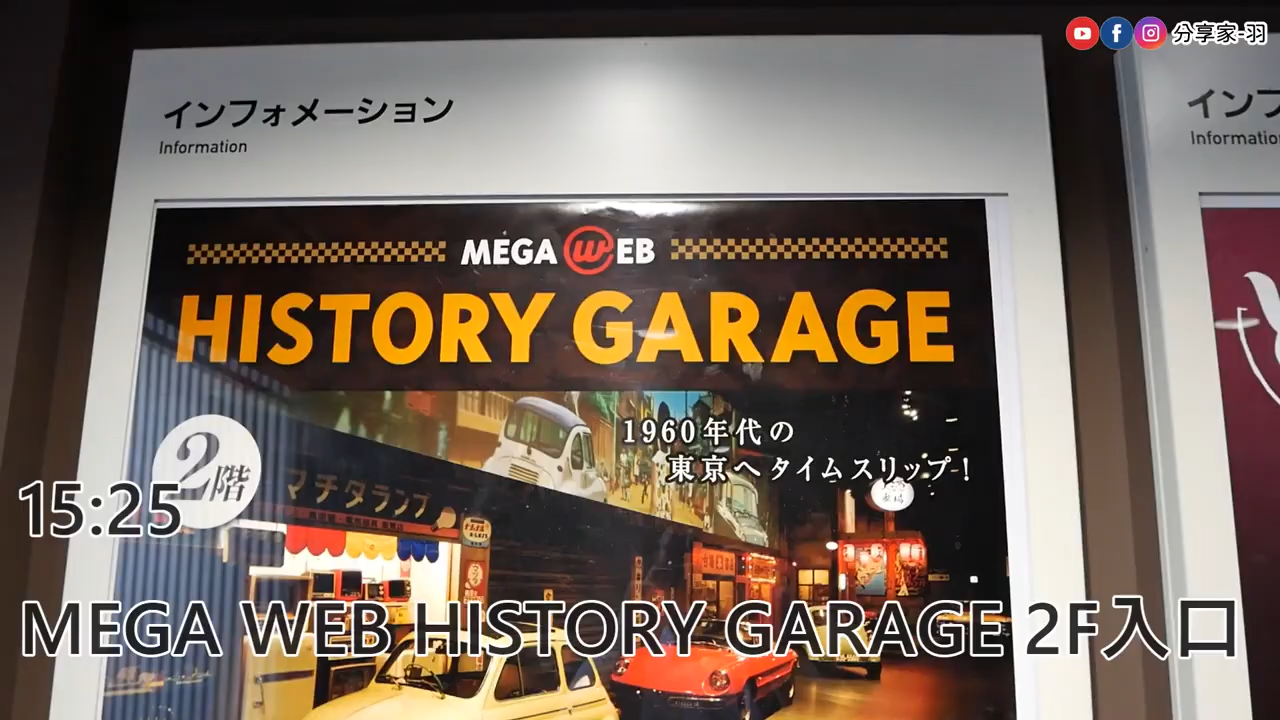 分享家-羽
インフォメーション
Information
インフ
Informatio
MEGA WEB
HISTORY GARAGE
1960年代の
東京へタイムスリップ!
2階
マチダランプ
15:25
MEGA WEB HISTORY GARAGE 2F入口